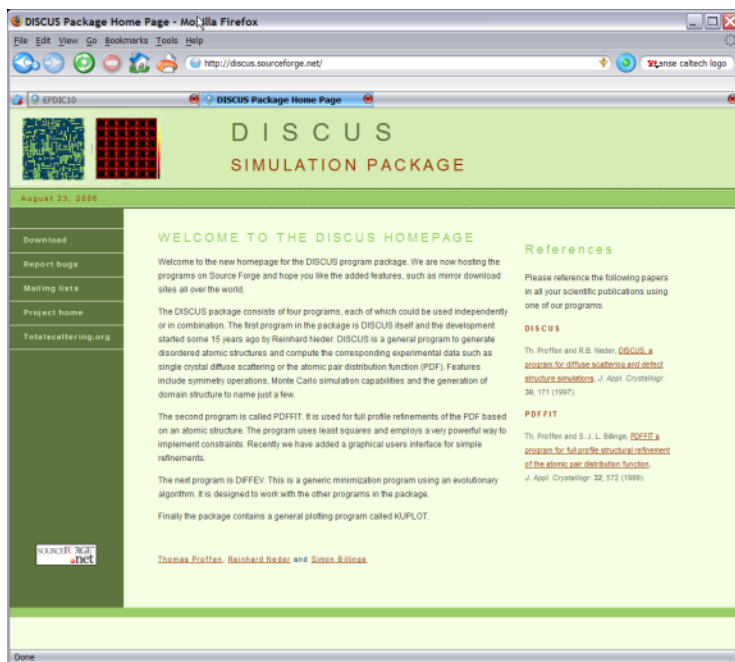 DISCUS Package Home Page - Mozilla Firefox
File Edit View Go Bookmarks Tools Help
http://discus.sourceforge.net/
anse caltech logo
EPDIC10
DISCUS Package Home Page
DISCUS
SIMULATION PACKAGE
August 23, 2006
Download
Report bugs
Mailing lists
Project home
Totalscattering.org
SOURCEFORGE
.net
WELCOME TO THE DISCUS HOMEPAGE
Welcome to the new homepage for the DISCUS program package. We are now hosting the
programs on Source Forge and hope you like the added features, such as mirror download
sites all over the world.
The DISCUS package consists of four programs, each of which could be used independently
or in combination. The first program in the package is DISCUS itself and the development
started some 15 years ago by Reinhard Neder. DISCUS is a general program to generate
disordered atomic structures and compute the corresponding experimental data such as
single crystal diffuse scattering or the atomic pair distribution function (PDF). Features
include symmetry operations, Monte Carlo simulation capabilities and the generation of
domain structure to name just a few.
The second program is called PDFFIT. It is used for full profile refinements of the PDF based
on an atomic structure. The program uses least squares and employs a very powerful way to
implement constraints. Recently we have added a graphical users interface for simple
refinements.
The next program is DIFFEV. This is a generic minimization program using an evolutionary
algorithm. It is designed to work with the other programs in the package.
Finally the package contains a general plotting program called KUPLOT.
Thomas Proffen, Reinhard Neder and Simon Billinge
References
Please reference the following papers
in all your scientific publications using
one of our programs.
DISCUS
Th. Proffen and R.B. Neder, DISCUS, a
program for diffuse scattering and defect
structure simulations, J. Appl. Crystallogr.
30, 171 (1997).
PDFFIT
Th. Proffen and S. J. L. Billinge, PDFFIT a
program for full profile structural refinement
of the atomic pair distribution function,
J. Appl. Crystallogr. 32, 572 (1999).
Done